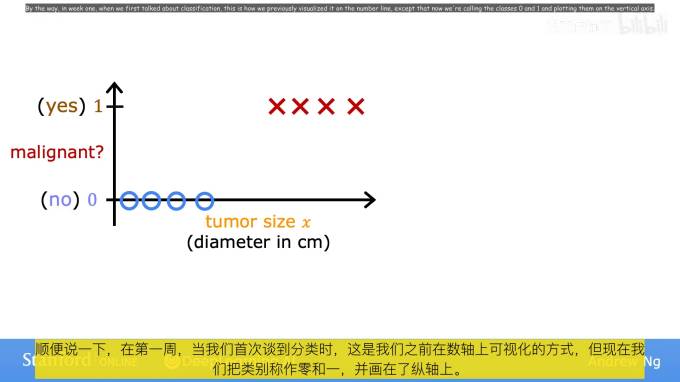 By the way, in week one, when we first talked about classification, this is how we previously visualized it on the number line, except that now we're calling the classes 0 and 1 and plotting them on the vertical axis.
bilibili
(yes) 1
malignant?
(no) 0
tumor size x
(diameter in cm)
顺便说一下，在第一周，当我们首次谈到分类时，这是我们之前在数轴上可视化的方式，但现在我
们把类别称作零和一，并画在了纵轴上。
Stanford ONLINE
Andrew Ng